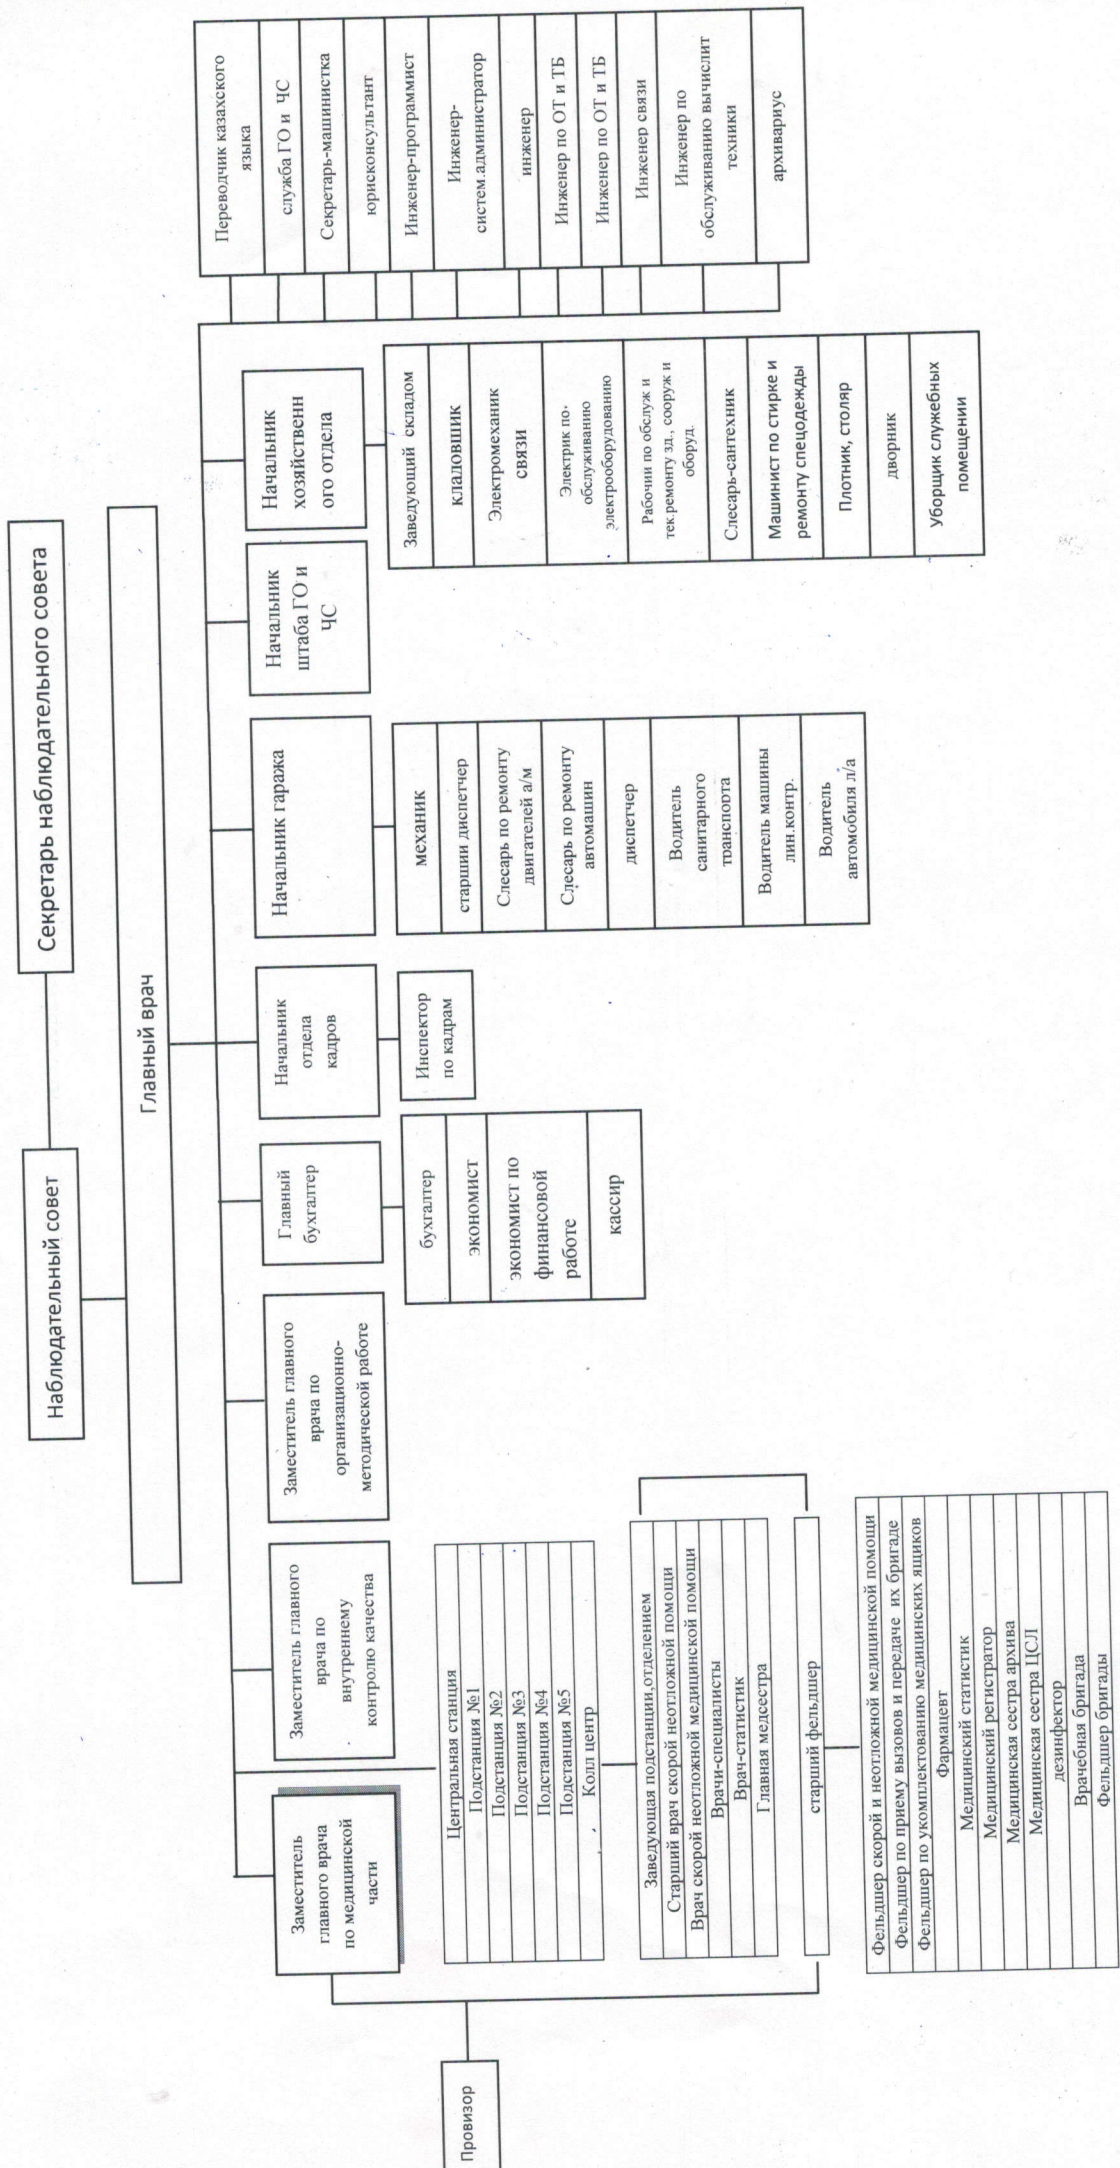 Наблюдательный совет
Секретарь наблюдательного совета
Главный врач
Заместитель
главного врача
по медицинской
части
Заместитель главного
врача по
внутреннему
контролю качества
Заместитель главного
врача по
организационно-
методической работе
Главный
бухгалтер
Начальник
отдела
кадров
Начальник гаража
Начальник
штаба ГО и
ЧС
Начальник
хозяйственн
ого отдела
Провизор
Центральная станция
Подстанция №1
Подстанция №2
Подстанция №3
Подстанция №4
Подстанция №5
Колл центр
Заведующая подстанции,отделением
Старший врач скорой неотложной помощи
Врач скорой неотложной медицинской помощи
Врачи-специалисты
Врач-статистик
Главная медсестра
старший фельдшер
Фельдшер скорой и неотложной медицинской помощи
Фельдшер по приему вызовов и передаче их бригаде
Фельдшер по укомплектованию медицинских ящиков
Фармацевт
Медицинский статистик
Медицинский регистратор
Медицинская сестра архива
Медицинская сестра ЦСЛ
дезинфектор
Врачебная бригада
Фельдшер бригады
бухгалтер
экономист
экономист по
финансовой
работе
кассир
Инспектор
по кадрам
механик
старшии диспетчер
Слесарь по ремонту
двигателей а/м
Слесарь по ремонту
автомашин
диспетчер
Водитель
санитарного
транспорта
Водитель машины
лин.контр.
Водитель
автомобиля л/а
Заведующий складом
кладовшик
Электромеханик
связи
Электрик по
обслуживанию
электрооборудованию
Рабочии по обслуж и
тек.ремонту зд., сооруж и
оборуд.
Слесарь-сантехник
Машинист по стирке и
ремонту спецодежды
Плотник, столяр
дворник
Уборщик служебных
помещении
Переводчик казахского
языка
служба ГО и ЧС
Секретарь-машинистка
юрисконсультант
Инженер-программист
Инженер-
систем.администратор
инженер
Инженер по ОТ и ТБ
Инженер по ОТ и ТБ
Инженер связи
Инженер по
обслуживанию вычислит
техники
архивариус